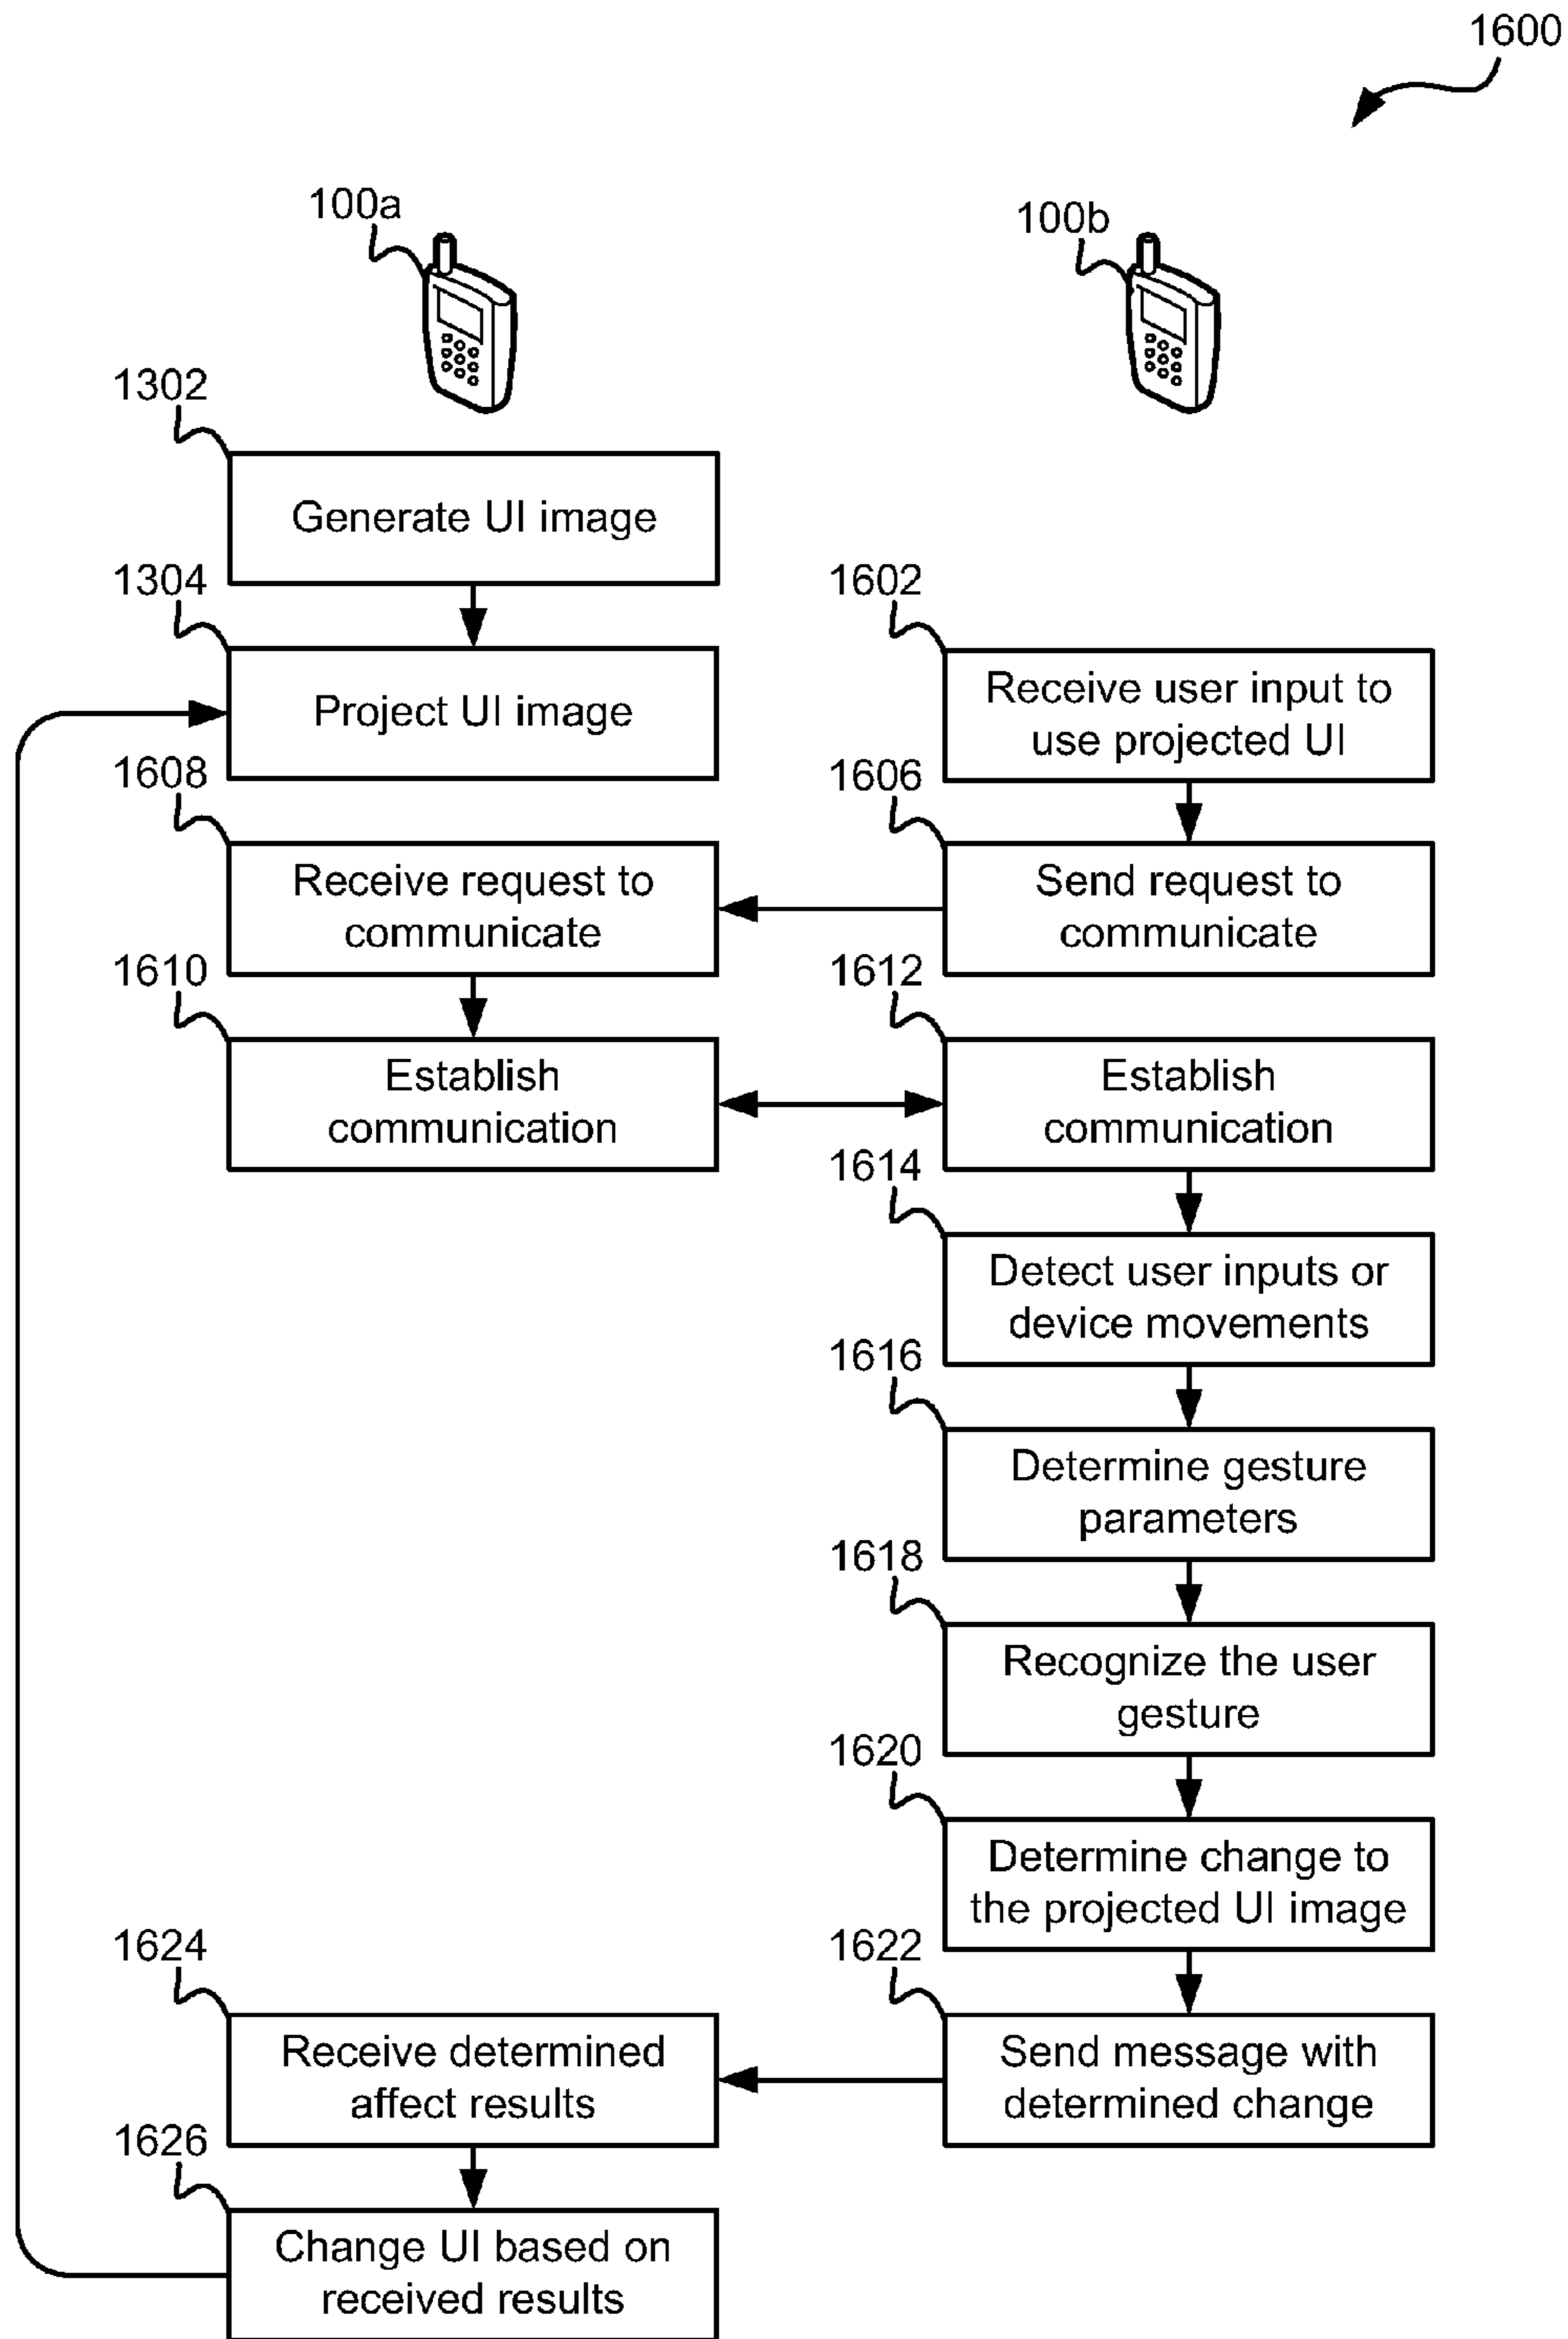 1600
100a
100b
1302
Generate UI image
1304
1602
Project UI image
Receive user input to
use projected UI
1608
1606
Receive request to
communicate
Send request to
communicate
1610
1612
Establish
communication
Establish
communication
1614
Detect user inputs or
device movements
1616
Determine gesture
parameters
1618
Recognize the user
gesture
1620
Determine change to
the projected UI image
1624
1622
Receive determined
affect results
Send message with
determined change
1626
Change UI based on
received results